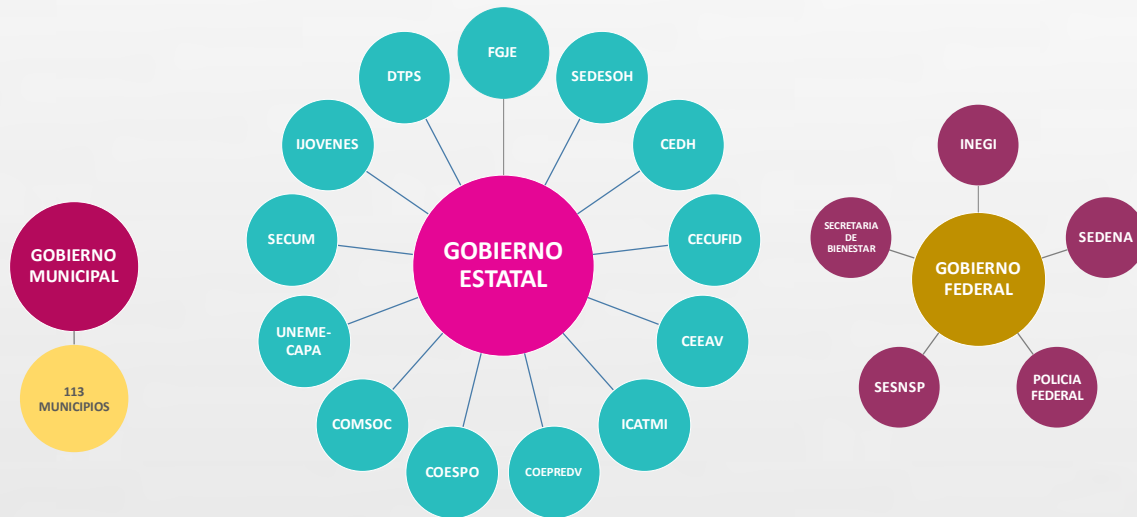 GOBIERNO
MUNICIPAL
113
MUNICIPIOS
GOBIERNO
ESTATAL
FGJE
SEDESOH
CEDH
CECUFID
CEEAV
ICATMI
COEPREDV
COESPO
COMSOC
UNEME-
CAPA
SECUM
IJOVENES
DTPS
GOBIERNO
FEDERAL
INEGI
SEDENA
POLICIA
FEDERAL
SESNSP
SECRETARIA
DE
BIENESTAR